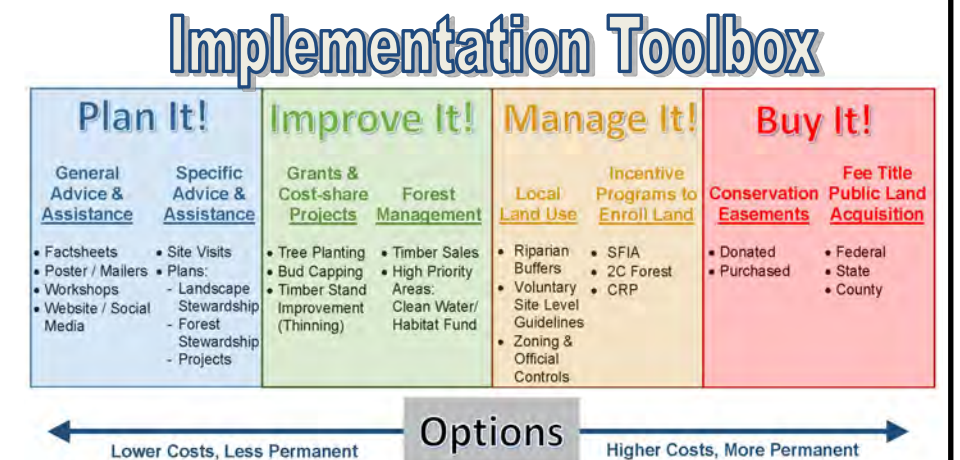 Implementation Toolbox
Plan It!
General
Advice &
Assistance
• Factsheets
• Poster / Mailers
• Workshops
• Website / Social
Media
Specific
Advice &
Assistance
• Site Visits
• Plans:
- Landscape
Stewardship
- Forest
Stewardship
- Projects
Improve It!
Grants &
Cost-share
Projects
• Tree Planting
• Bud Capping
• Timber Stand
Improvement
(Thinning)
Forest
Management
• Timber Sales
• High Priority
Areas:
Clean Water/
Habitat Fund
Manage It!
Local
Land Use
• Riparian
Buffers
• Voluntary
Site Level
Guidelines
• Zoning &
Official
Controls
Incentive
Programs to
Enroll Land
• SFIA
• 2C Forest
• CRP
Buy It!
Conservation
Easements
• Donated
• Purchased
Fee Title
Public Land
Acquisition
• Federal
• State
• County
Options
Lower Costs, Less Permanent
Higher Costs, More Permanent